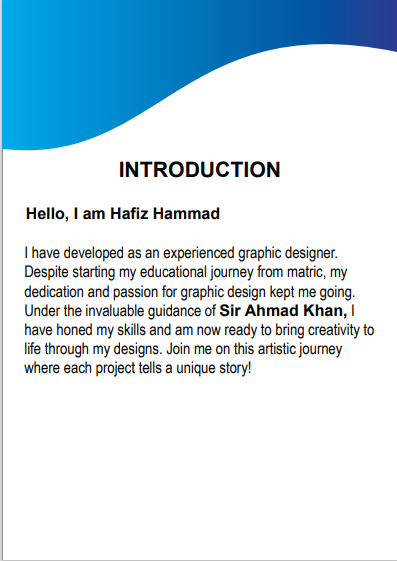 INTRODUCTION
Hello, I am Hafiz Hammad
I have developed as an experienced graphic designer.
Despite starting my educational journey from matric, my
dedication and passion for graphic design kept me going.
Under the invaluable guidance of Sir Ahmad Khan, I
have honed my skills and am now ready to bring creativity to
life through my designs. Join me on this artistic journey
where each project tells a unique story!